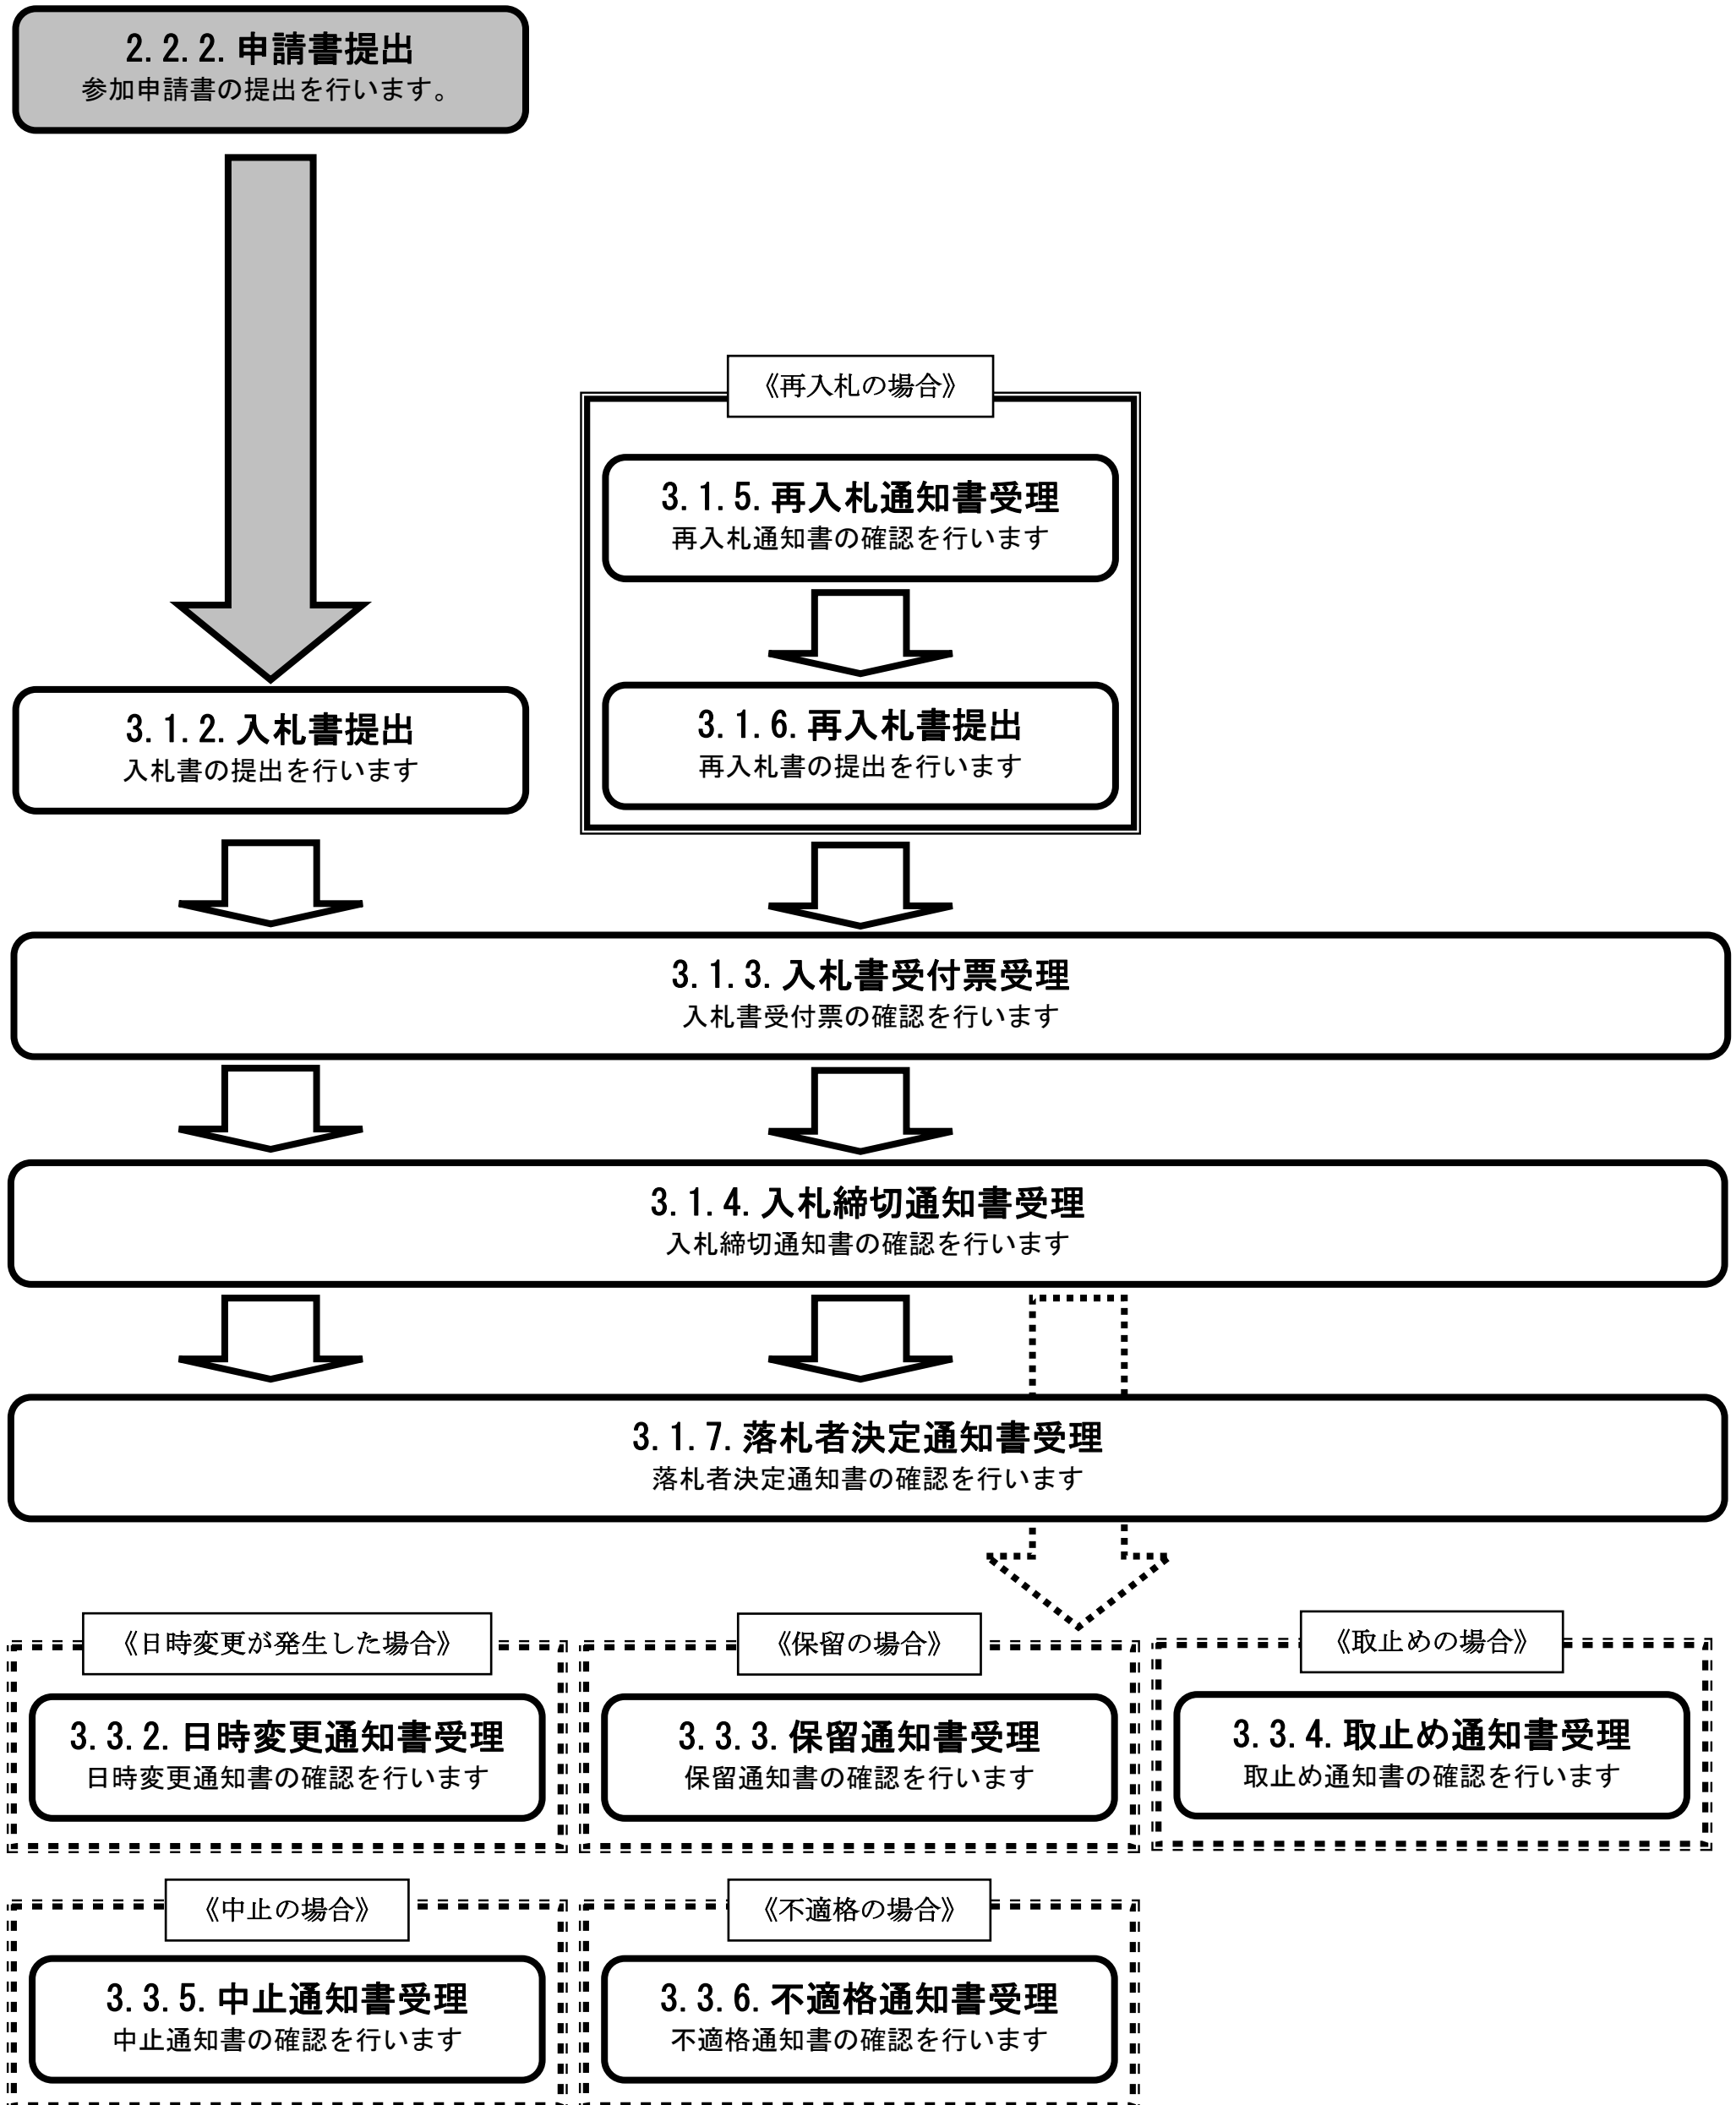 2.2.2.申請書提出
参加申請書の提出を行います。
《再入札の場合》
3.1.5.再入札通知書受理
再入札通知書の確認を行います
3.1.2.入札書提出
入札書の提出を行います
3.1.6.再入札書提出
再入札書の提出を行います
3.1.3.入札書受付票受理
入札書受付票の確認を行います
3.1.4.入札締切通知書受理
入札締切通知書の確認を行います
3.1.7.落札者決定通知書受理
落札者決定通知書の確認を行います
《日時変更が発生した場合》
3.3.2.日時変更通知書受理
日時変更通知書の確認を行います
《保留の場合》
3.3.3.保留通知書受理
保留通知書の確認を行います
《取止めの場合》
3.3.4.取止め通知書受理
取止め通知書の確認を行います
《中止の場合》
3.3.5.中止通知書受理
中止通知書の確認を行います
《不適格の場合》
3.3.6.不適格通知書受理
不適格通知書の確認を行います